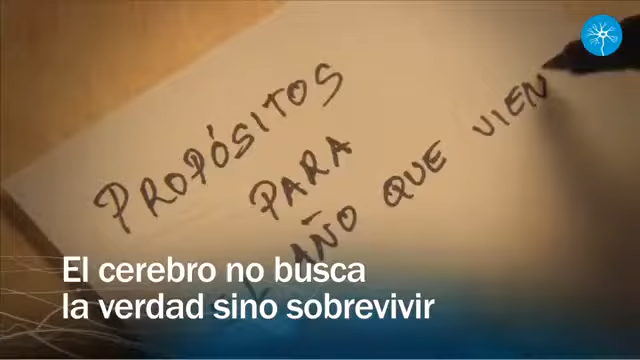 PROPÓSITOS
PARA
AÑO QUE VIEN
El cerebro no busca
la verdad sino sobrevivir